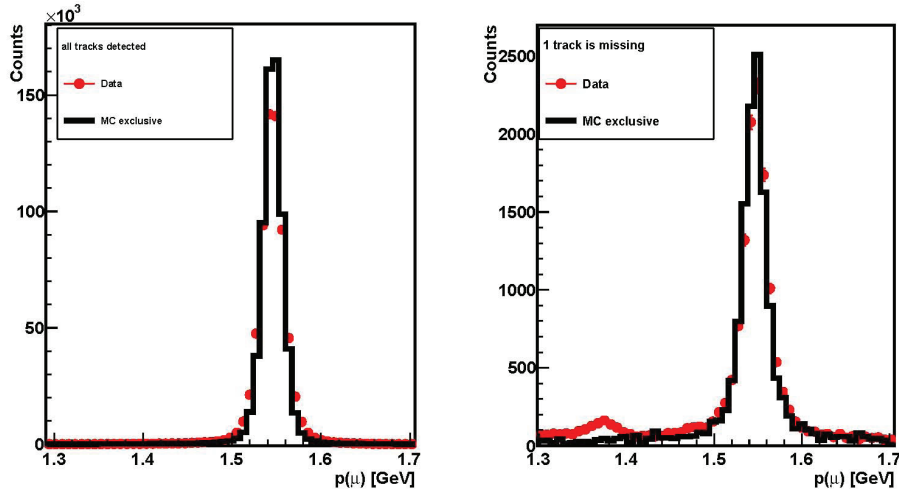 ×10³
Counts
all tracks detected
Data
MC exclusive
150
100
50
0
1.3 1.4 1.5 1.6 1.7
p(μ) [GeV]
Counts
1 track is missing
Data
MC exclusive
2500
2000
1500
1000
500
0
1.3 1.4 1.5 1.6 1.7
p(μ) [GeV]